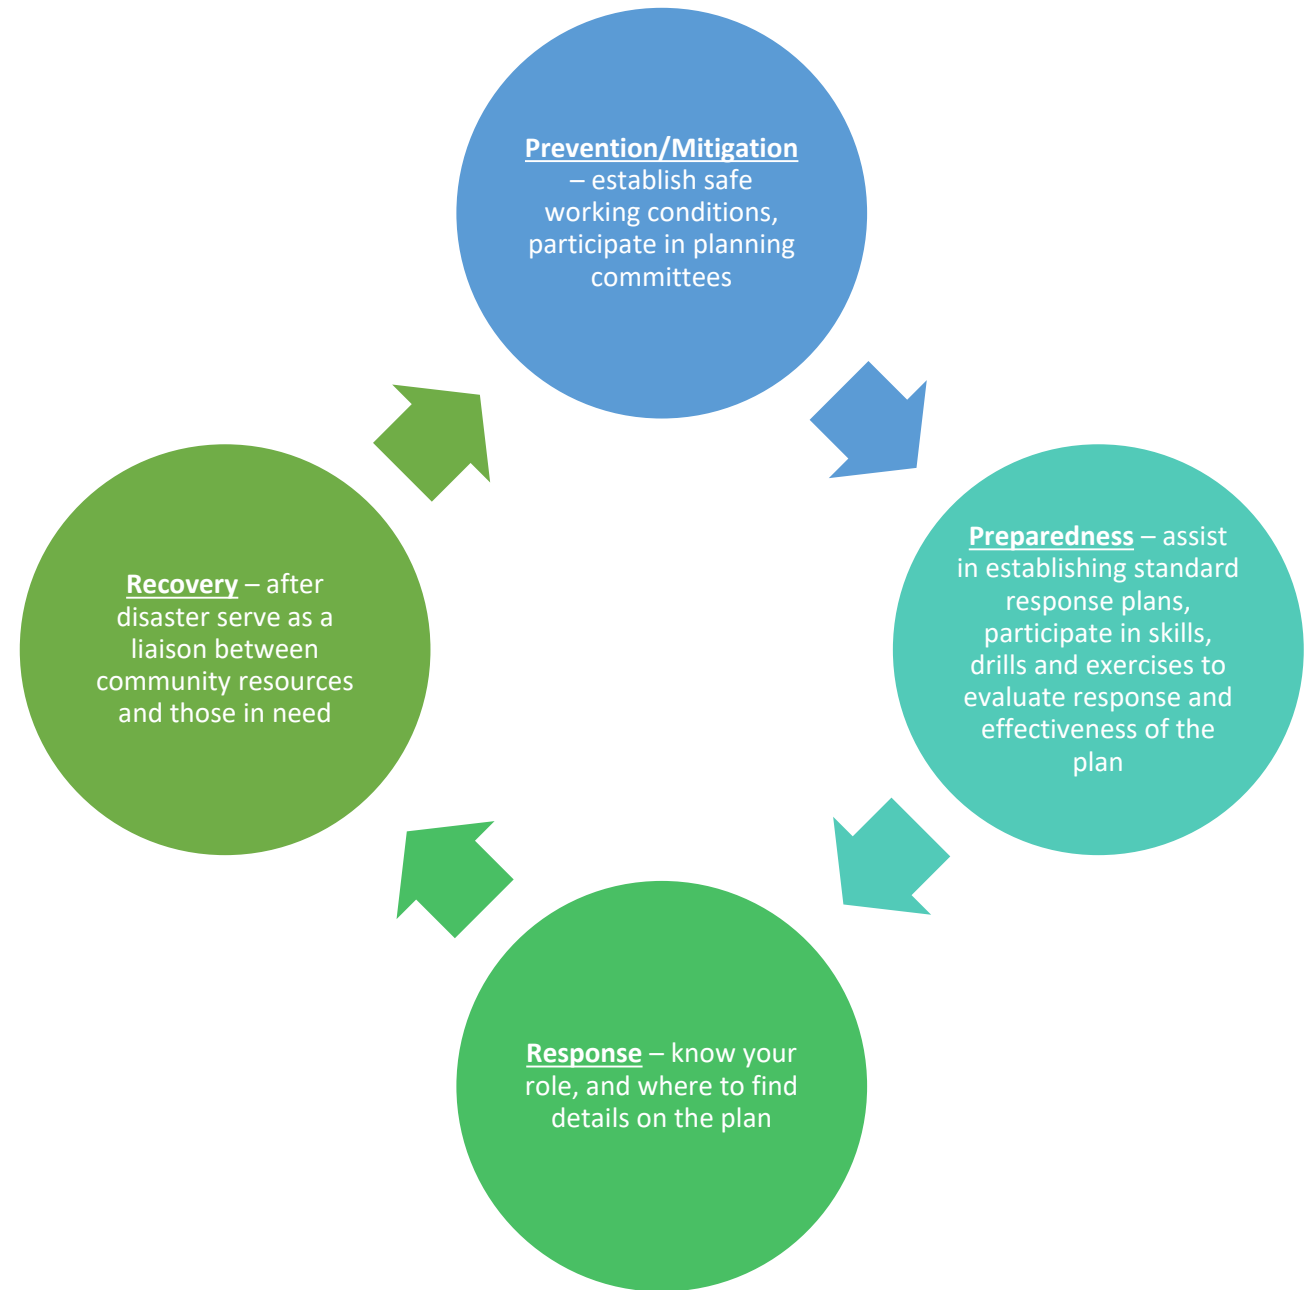 Prevention/Mitigation
– establish safe
working conditions,
participate in planning
committees
Preparedness – assist
in establishing standard
response plans,
participate in skills,
drills and exercises to
evaluate response and
effectiveness of the
plan
Response – know your
role, and where to find
details on the plan
Recovery – after
disaster serve as a
liaison between
community resources
and those in need